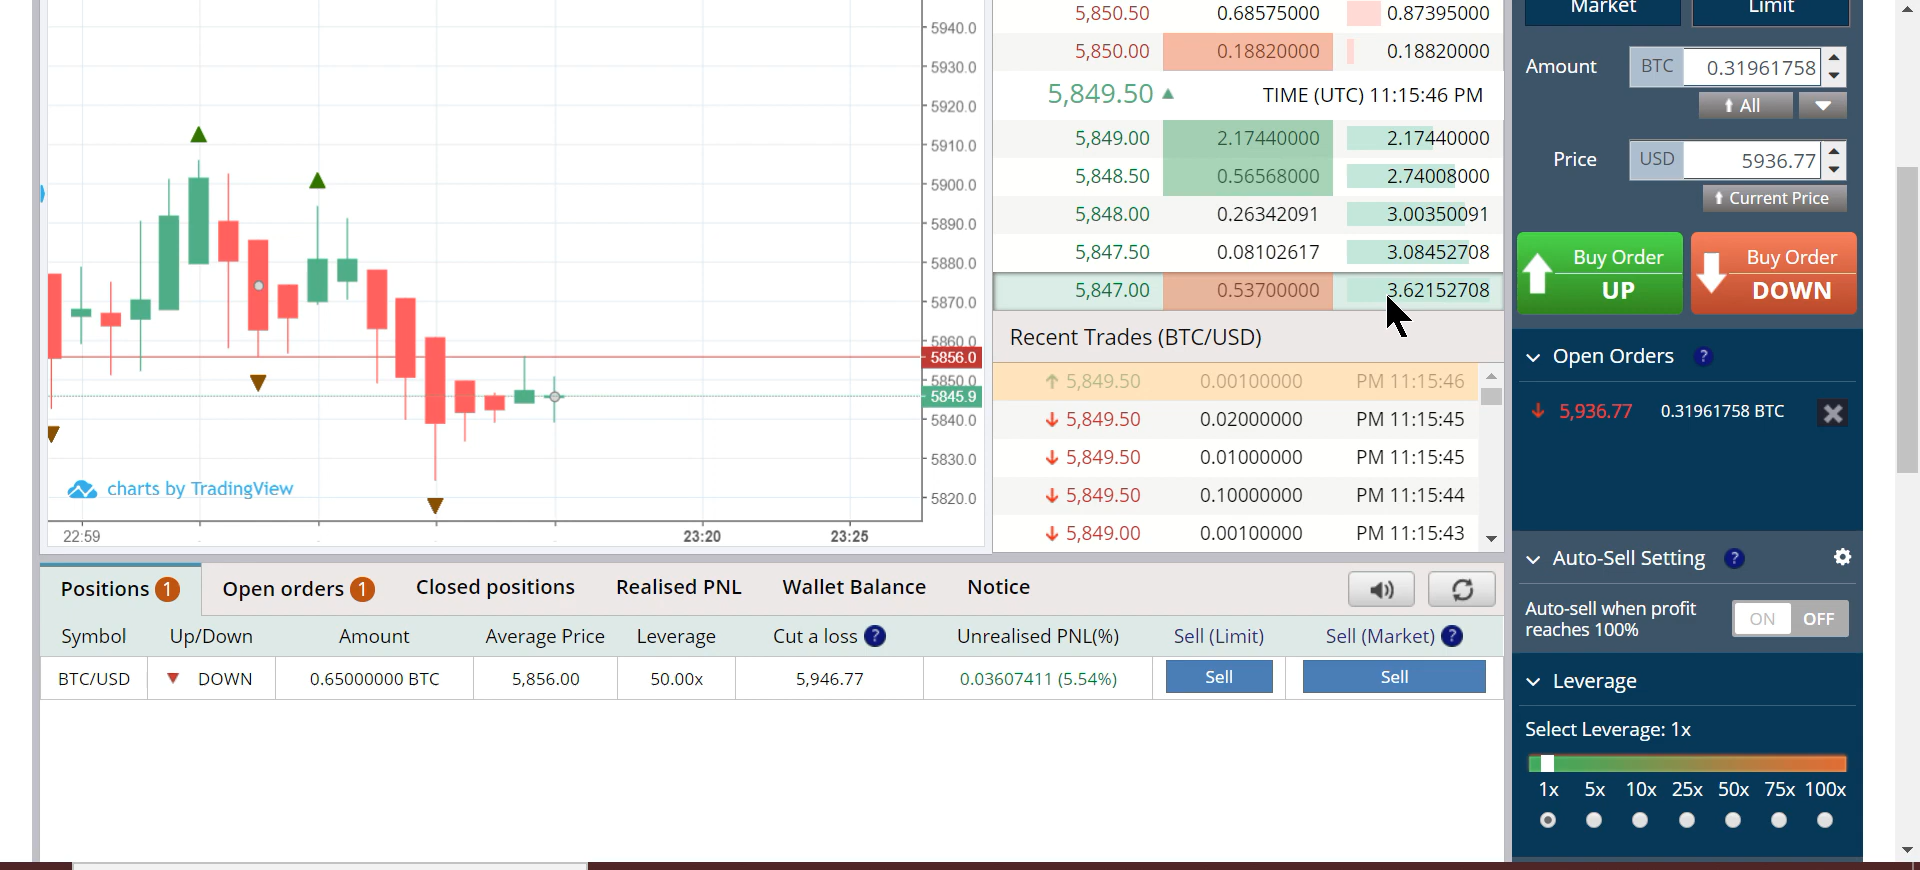 5940.0
5930.0
5920.0
5910.0
5900.0
5890.0
5880.0
5870.0
5860.0
5856.0
5850.0
5845.9
5840.0
5830.0
5820.0
charts by TradingView
22:59
23:20
23:25
5,850.50 0.68575000 0.87395000
5,850.00 0.18820000 0.18820000
5,849.50 TIME (UTC) 11:15:46 PM
5,849.00 2.17440000 2.17440000
5,848.50 0.56568000 2.74008000
5,848.00 0.26342091 3.00350091
5,847.50 0.08102617 3.08452708
5,847.00 0.53700000 3.62152708
Recent Trades (BTC/USD)
5,849.50 0.00100000 PM 11:15:46
5,849.50 0.02000000 PM 11:15:45
5,849.50 0.01000000 PM 11:15:45
5,849.50 0.10000000 PM 11:15:44
5,849.00 0.00100000 PM 11:15:43
Market Limit
Amount BTC 0.31961758
All
Price USD 5936.77
Current Price
Buy Order UP
Buy Order DOWN
Open Orders ?
5,936.77 0.31961758 BTC
Auto-Sell Setting ?
Auto-sell when profit
reaches 100%
ON OFF
Leverage
Select Leverage: 1x
1x 5x 10x 25x 50x 75x 100x
Positions 1 Open orders 1 Closed positions Realised PNL Wallet Balance Notice
Symbol Up/Down Amount Average Price Leverage Cut a loss ? Unrealised PNL(%) Sell (Limit) Sell (Market) ?
BTC/USD DOWN 0.65000000 BTC 5,856.00 50.00x 5,946.77 0.03607411 (5.54%) Sell Sell